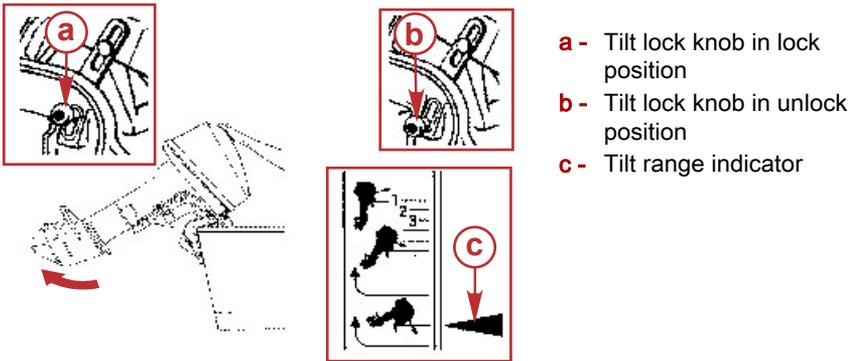 a
b
a - Tilt lock knob in lock
position
b - Tilt lock knob in unlock
position
c - Tilt range indicator
1
2
3
c